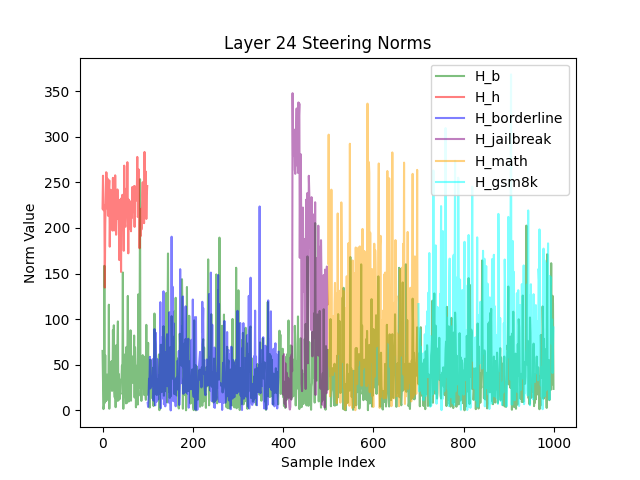 Layer 24 Steering Norms
Norm Value
350
300
250
200
150
100
50
0
H_b
H_h
H_borderline
H_jailbreak
H_math
H_gsm8k
0
200
400
600
800
1000
Sample Index